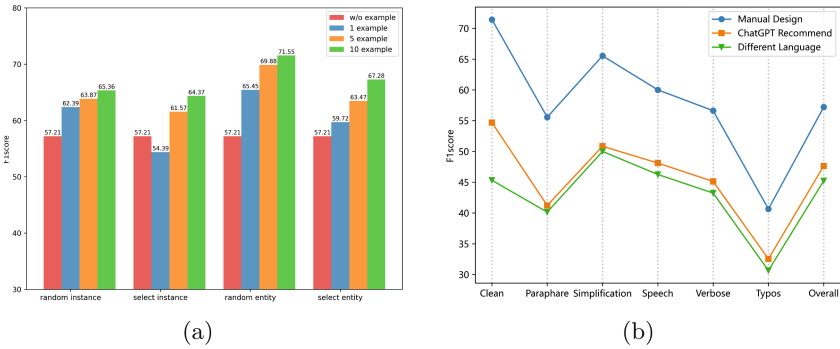 80
70
60
50
40
30
F1score
w/o example
1 example
5 example
10 example
57.21
62.39
63.87
65.36
57.21
54.39
61.57
64.37
57.21
65.45
69.88
71.55
57.21
59.72
63.47
67.28
random instance
select instance
random entity
select entity
(a)
70
65
60
55
50
45
40
35
30
F1score
Manual Design
ChatGPT Recommend
Different Language
Clean
Paraphare
Simplification
Speech
Verbose
Typos
Overall
(b)